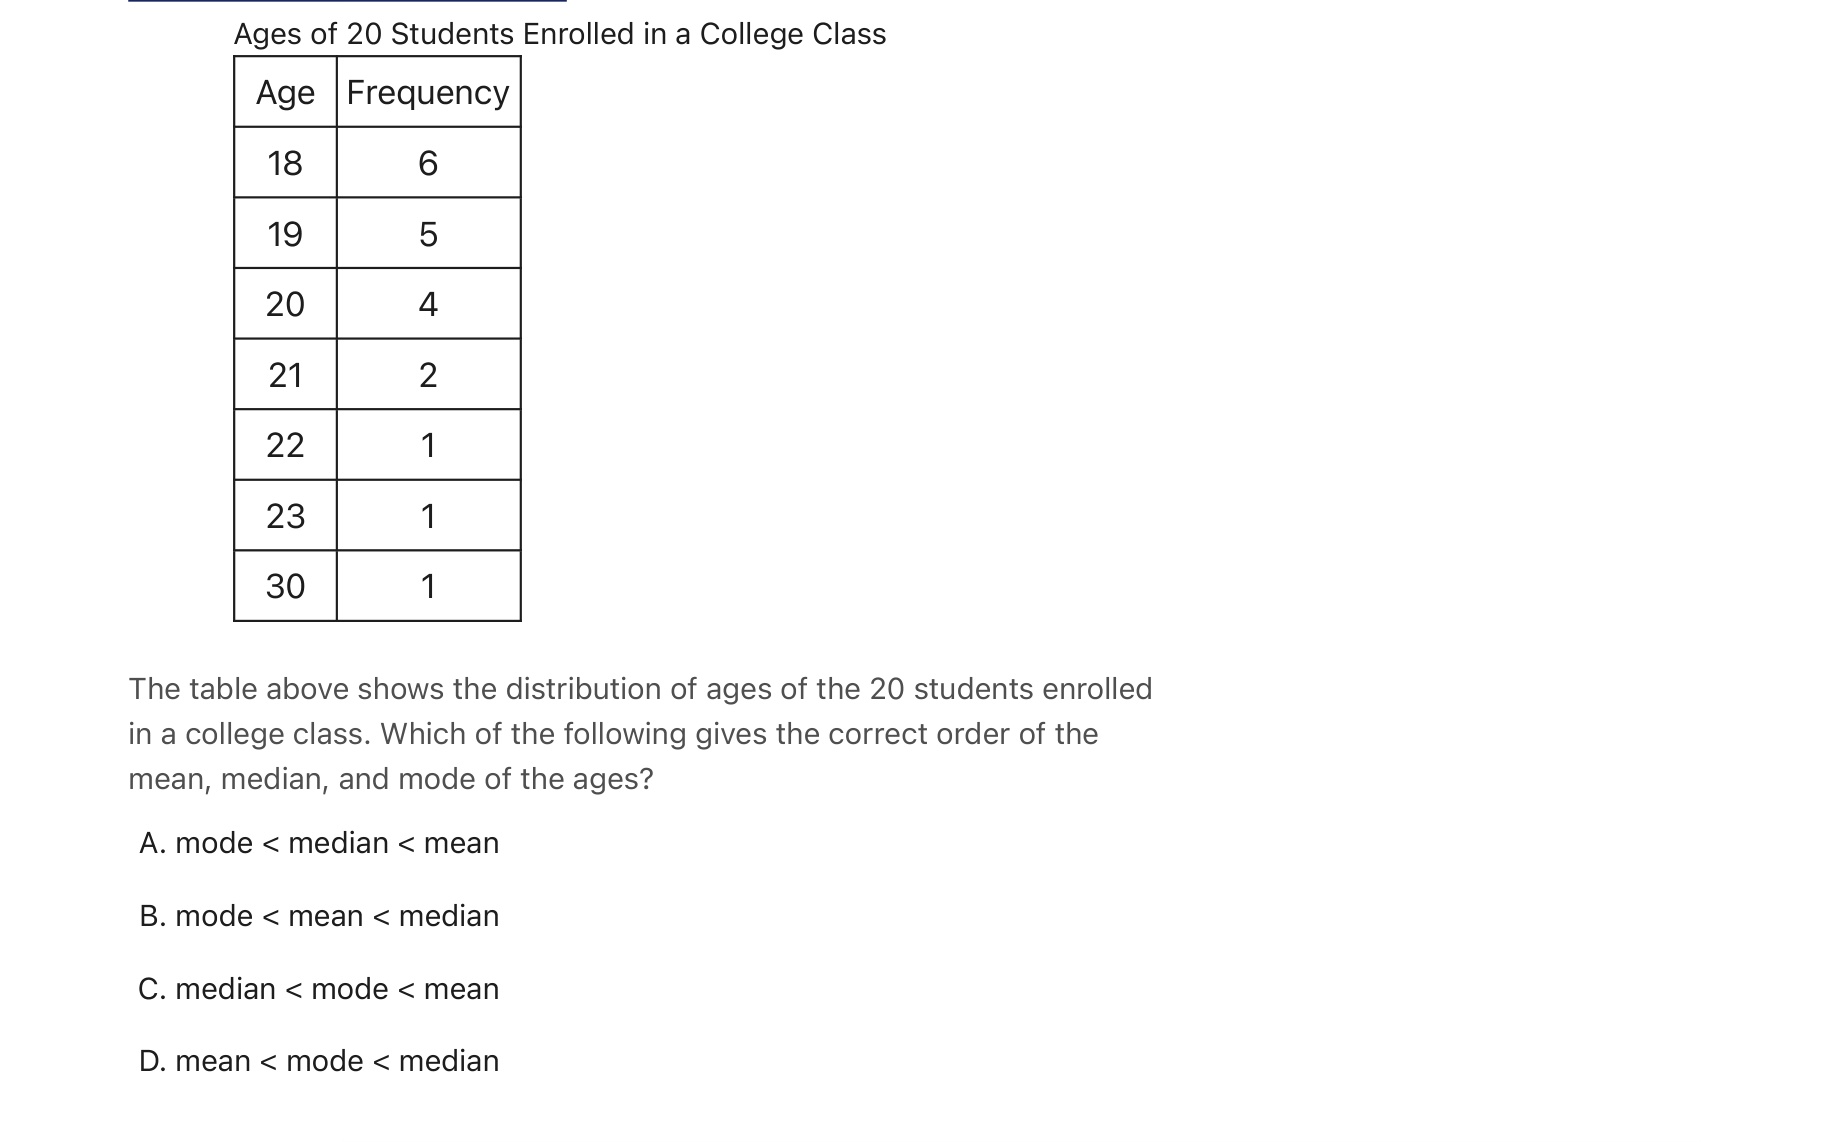 Ages of 20 Students Enrolled in a College Class
Age Frequency
18 6
19 5
20 4
21 2
22 1
23 1
30 1
The table above shows the distribution of ages of the 20 students enrolled
in a college class. Which of the following gives the correct order of the
mean, median, and mode of the ages?
A. mode < median < mean
B. mode < mean < median
C. median < mode < mean
D. mean < mode < median